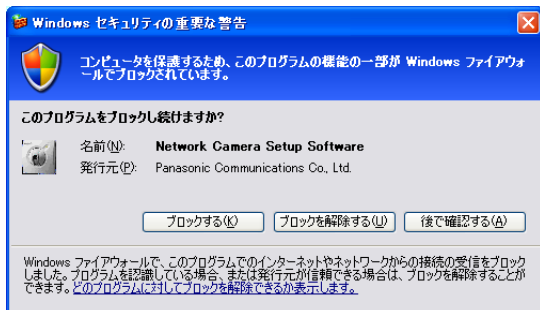 Windows セキュリティの重要な警告
コンピュータを保護するため、このプログラムの機能の一部が Windows ファイアウォ
ールでブロックされています。
このプログラムをブロックし続けますか?
名前(N): Network Camera Setup Software
発行元(P): Panasonic Communications Co., Ltd.
ブロックする(K) ブロックを解除する(U) 後で確認する(A)
Windows ファイアウォールで、このプログラムでのインターネットやネットワークからの接続の受信をブロック
しました。プログラムを認識している場合、または発行元が信頼できる場合は、ブロックを解除することが
できます。どのプログラムに対してブロックを解除できるか表示します。